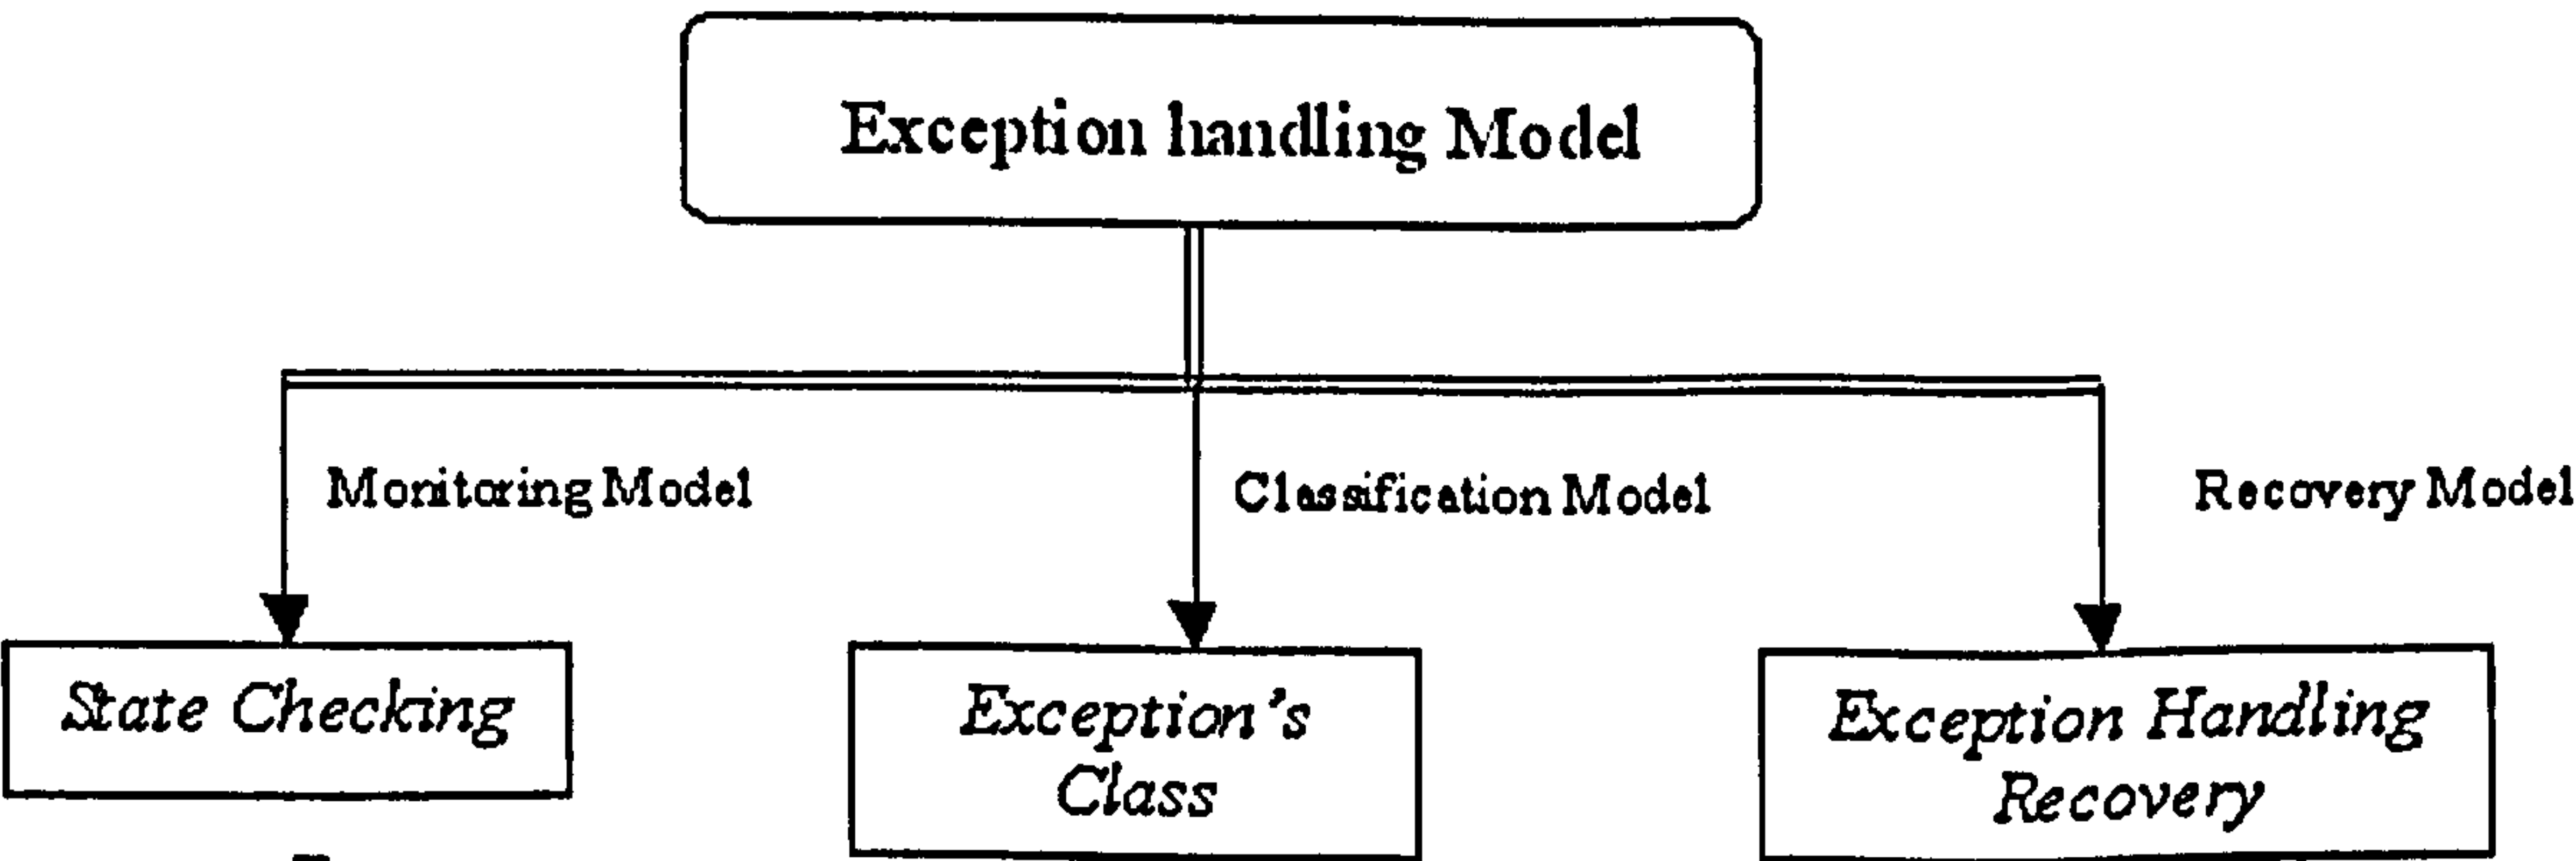 Exception handling Model
Monitoring Model
Classification Model
Recovery Model
State Checking
Exception's
Class
Exception Handling
Recovery